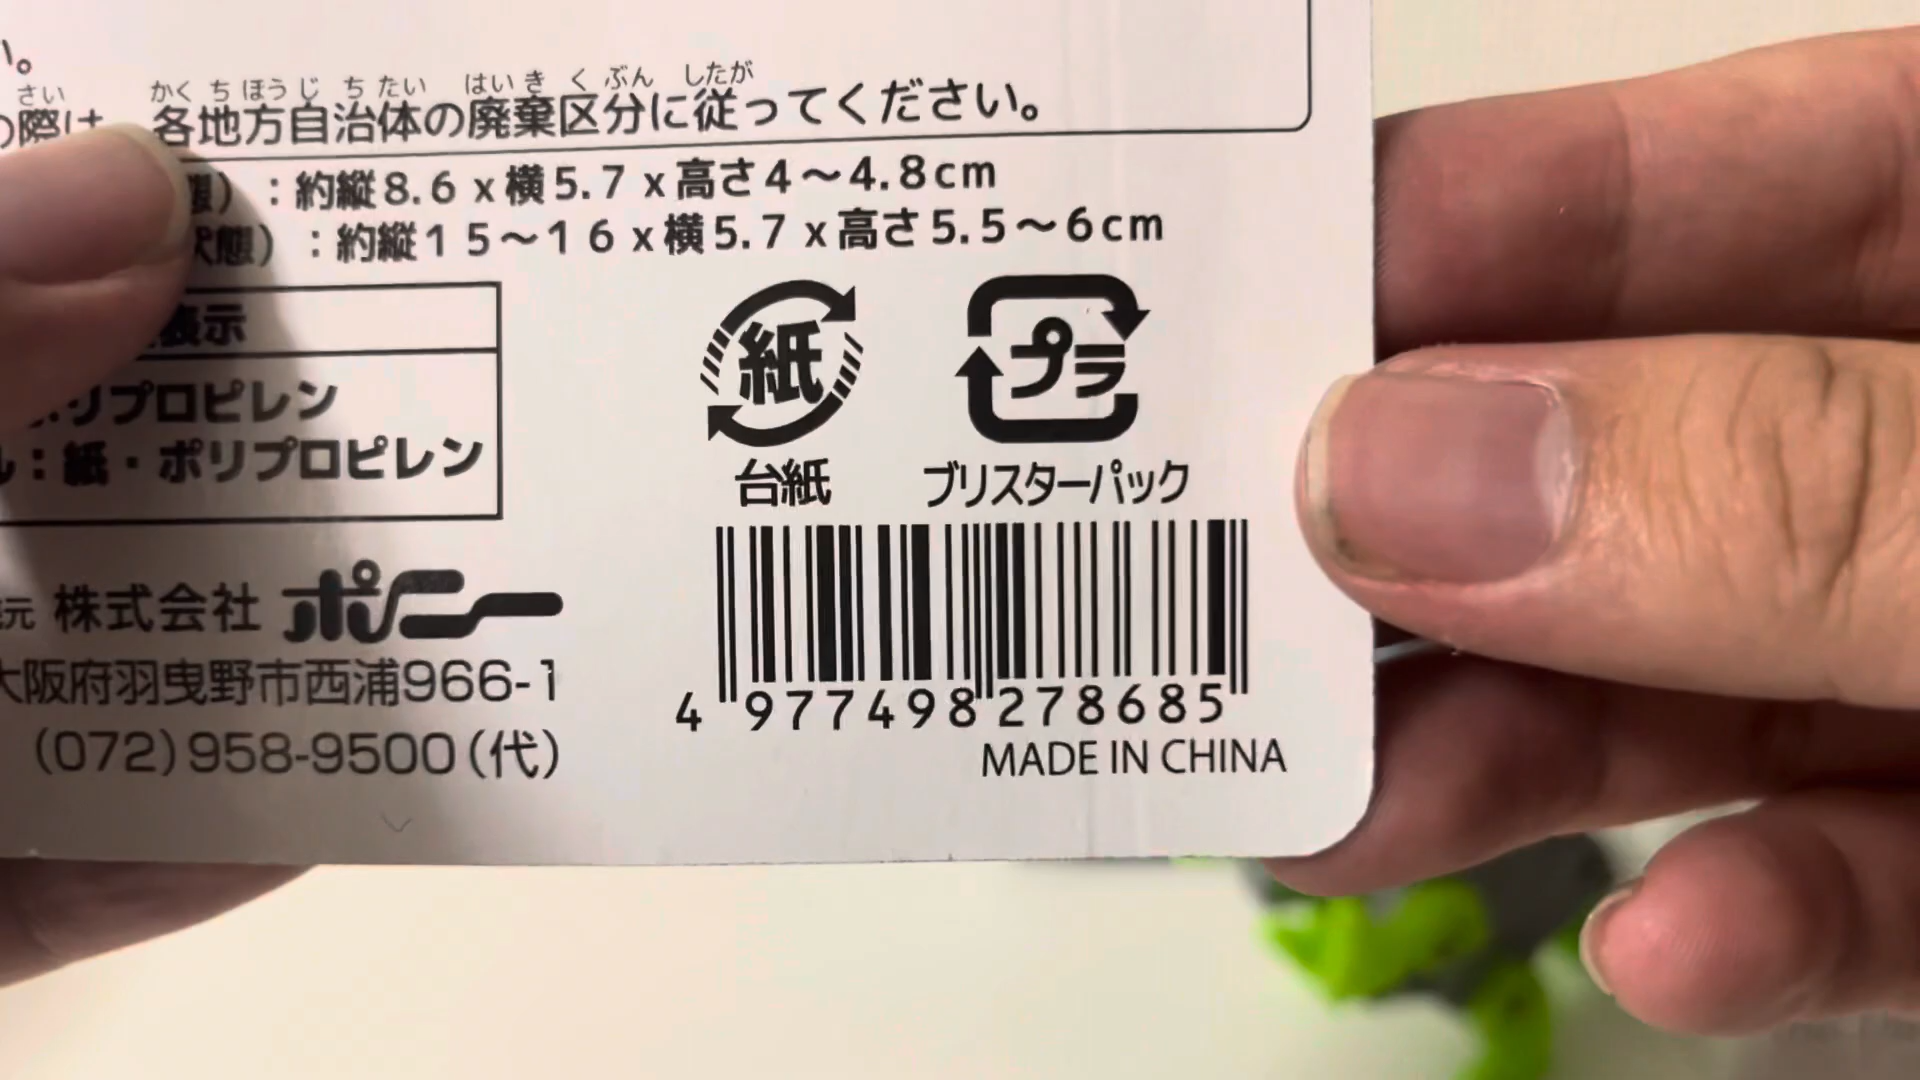 い。
さい かくちほうじちたい はいきくぶん したが
の際は 各地方自治体の廃棄区分に従ってください。
態）：約縦8.6 x 横5.7 x 高さ4～4.8cm
状態）：約縦15～16 x 横5.7 x 高さ5.5～6cm
表示
ポリプロピレン
ル：紙・ポリプロピレン
紙
台紙
プラ
ブリスターパック
元 株式会社 ポニー
大阪府羽曳野市西浦966-1
(072)958-9500(代)
4 977498 278685
MADE IN CHINA